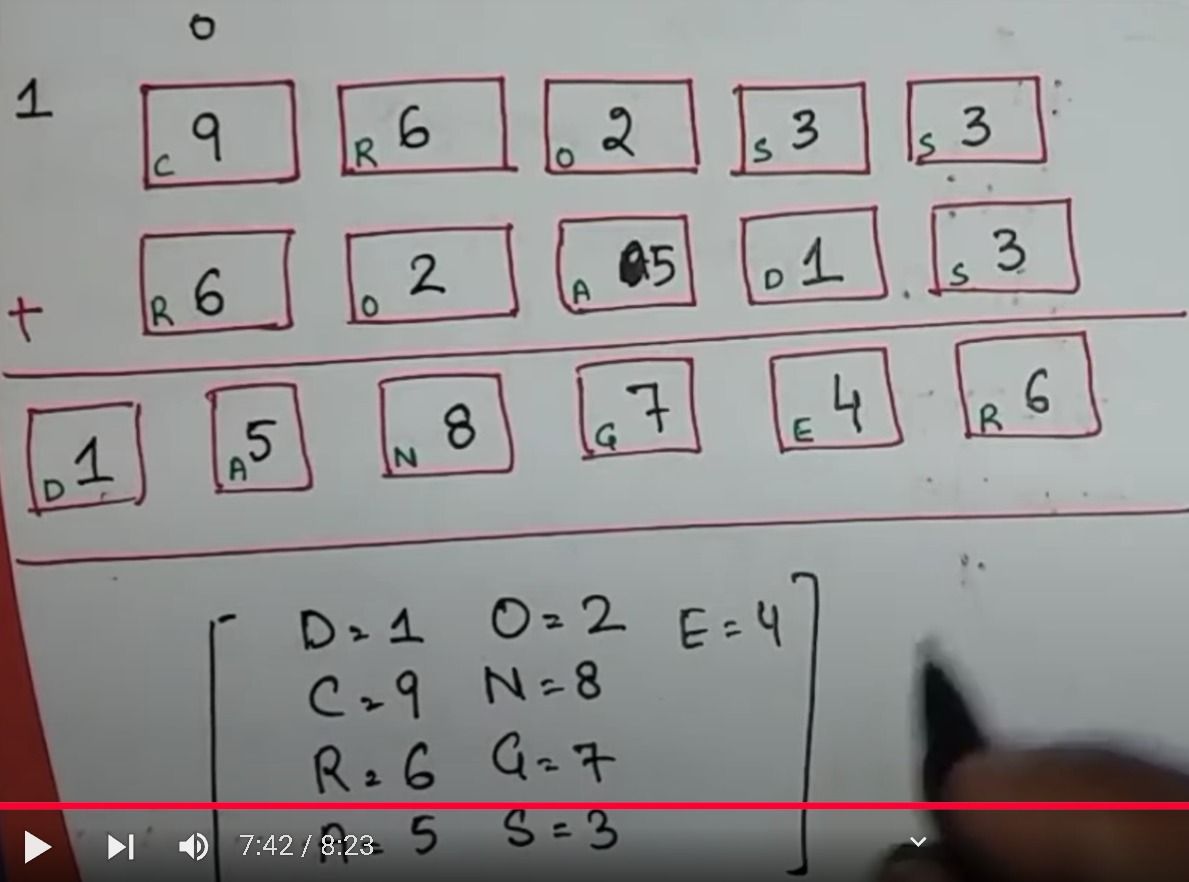 0
1 C 9 R 6 O 2 S 3 S 3
+ R 6 O 2 A 5 D 1 . S 3
D 1 A 5 N 8 G 7 E 4 R 6
D = 1 O = 2 E = 4
C = 9 N = 8
R = 6 G = 7
A = 5 S = 3
7:42 / 8:23